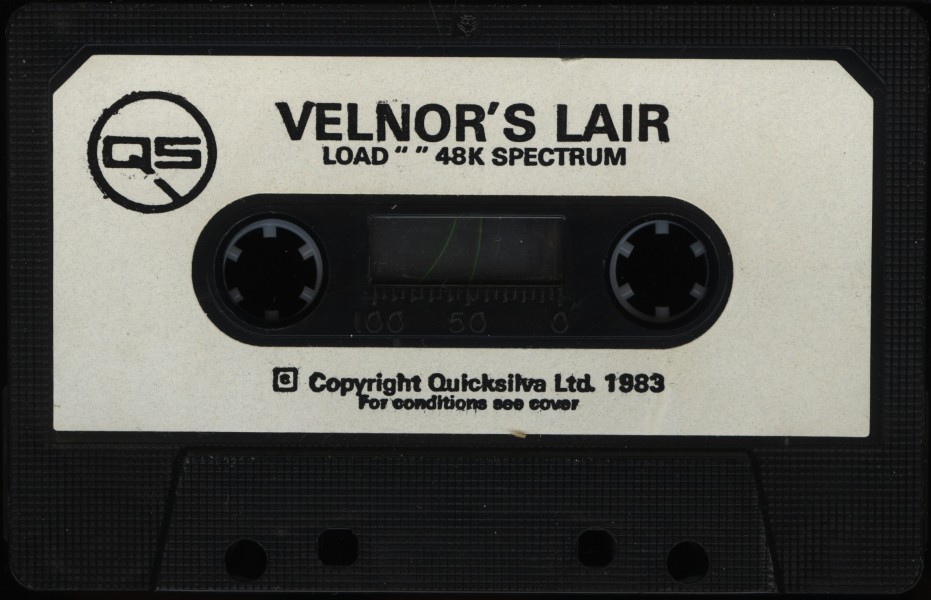 QS
VELNOR'S LAIR
LOAD “ ” 48K SPECTRUM
100 50 0
© Copyright Quicksilva Ltd. 1983
For conditions see cover